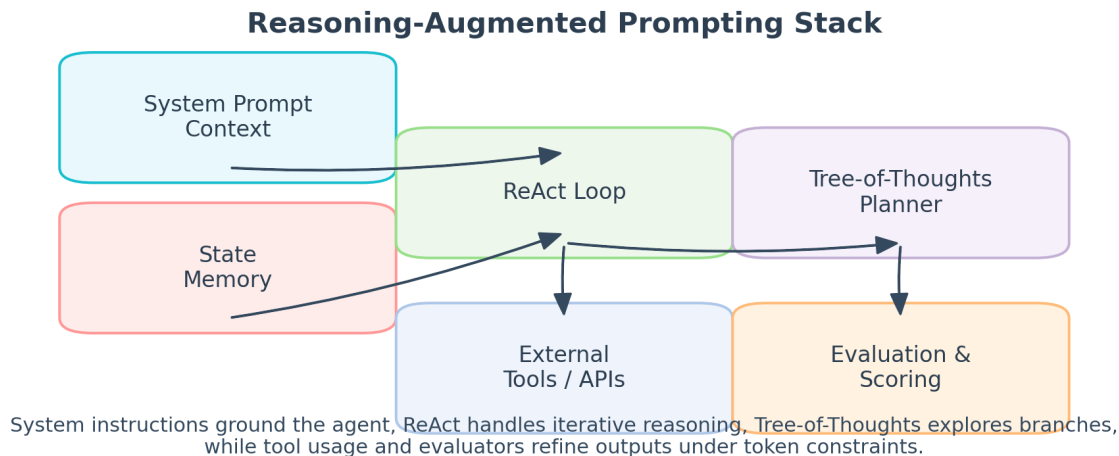 Reasoning-Augmented Prompting Stack
System Prompt
Context
ReAct Loop
Tree-of-Thoughts
Planner
State
Memory
External
Tools / APIs
Evaluation &
Scoring
System instructions ground the agent, ReAct handles iterative reasoning, Tree-of-Thoughts explores branches,
while tool usage and evaluators refine outputs under token constraints.